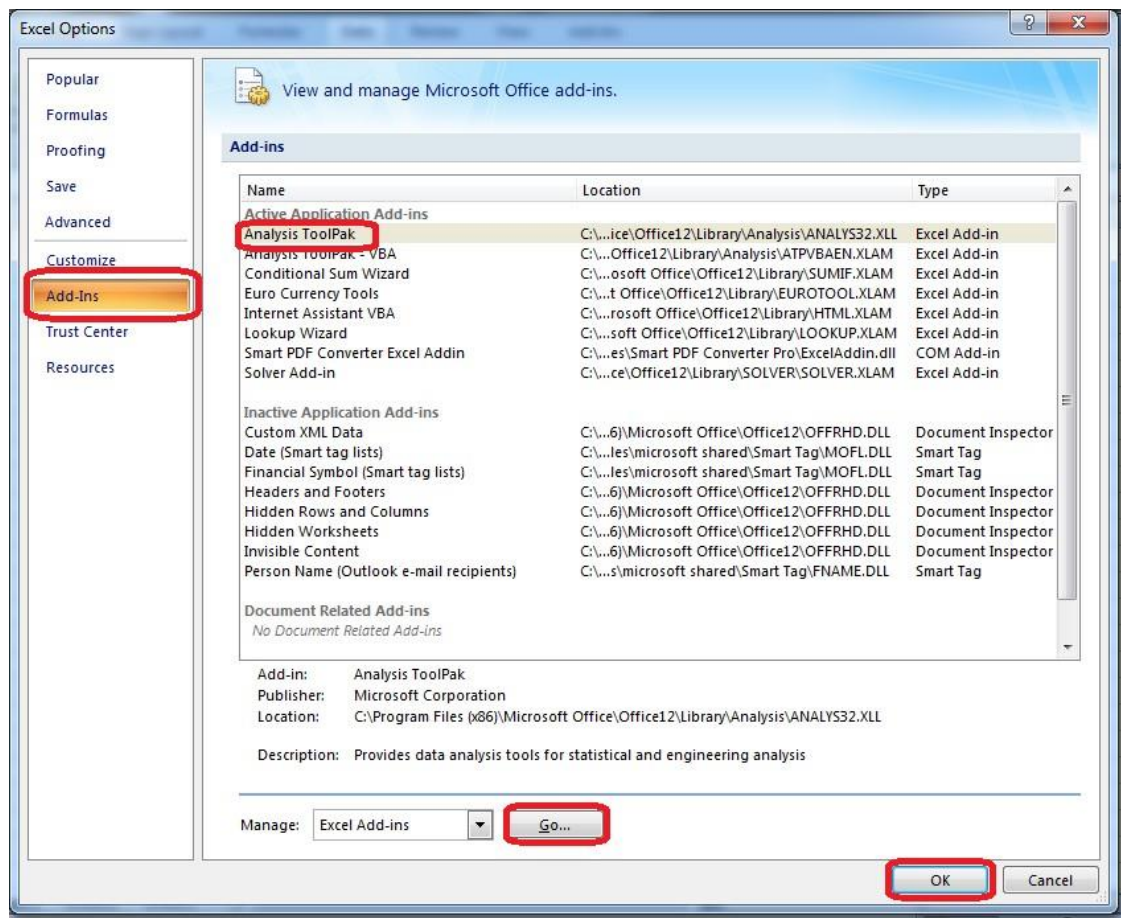 Excel Options
Popular
Formulas
Proofing
Save
Advanced
Customize
Add-Ins
Trust Center
Resources
View and manage Microsoft Office add-ins.
Add-ins
Name Location Type
Active Application Add-ins
Analysis ToolPak C:\...ice\Office12\Library\Analysis\ANALYS32.XLL Excel Add-in
Analysis ToolPak - VBA C:\...Office12\Library\Analysis\ATPVBAEN.XLAM Excel Add-in
Conditional Sum Wizard C:\...osoft Office\Office12\Library\SUMIF.XLAM Excel Add-in
Euro Currency Tools C:\...t Office\Office12\Library\EUROTOOL.XLAM Excel Add-in
Internet Assistant VBA C:\...rosoft Office\Office12\Library\HTML.XLAM Excel Add-in
Lookup Wizard C:\...soft Office\Office12\Library\LOOKUP.XLAM Excel Add-in
Smart PDF Converter Excel Addin C:\...es\Smart PDF Converter Pro\ExcelAddin.dll COM Add-in
Solver Add-in C:\...ce\Office12\Library\SOLVER\SOLVER.XLAM Excel Add-in
Inactive Application Add-ins
Custom XML Data C:\...6)\Microsoft Office\Office12\OFFRHD.DLL Document Inspector
Date (Smart tag lists) C:\...les\microsoft shared\Smart Tag\MOFL.DLL Smart Tag
Financial Symbol (Smart tag lists) C:\...les\microsoft shared\Smart Tag\MOFL.DLL Smart Tag
Headers and Footers C:\...6)\Microsoft Office\Office12\OFFRHD.DLL Document Inspector
Hidden Rows and Columns C:\...6)\Microsoft Office\Office12\OFFRHD.DLL Document Inspector
Hidden Worksheets C:\...6)\Microsoft Office\Office12\OFFRHD.DLL Document Inspector
Invisible Content C:\...6)\Microsoft Office\Office12\OFFRHD.DLL Document Inspector
Person Name (Outlook e-mail recipients) C:\...s\microsoft shared\Smart Tag\FNAME.DLL Smart Tag
Document Related Add-ins
No Document Related Add-ins
Add-in: Analysis ToolPak
Publisher: Microsoft Corporation
Location: C:\Program Files (x86)\Microsoft Office\Office12\Library\Analysis\ANALYS32.XLL
Description: Provides data analysis tools for statistical and engineering analysis
Manage: Excel Add-ins Go...
OK Cancel